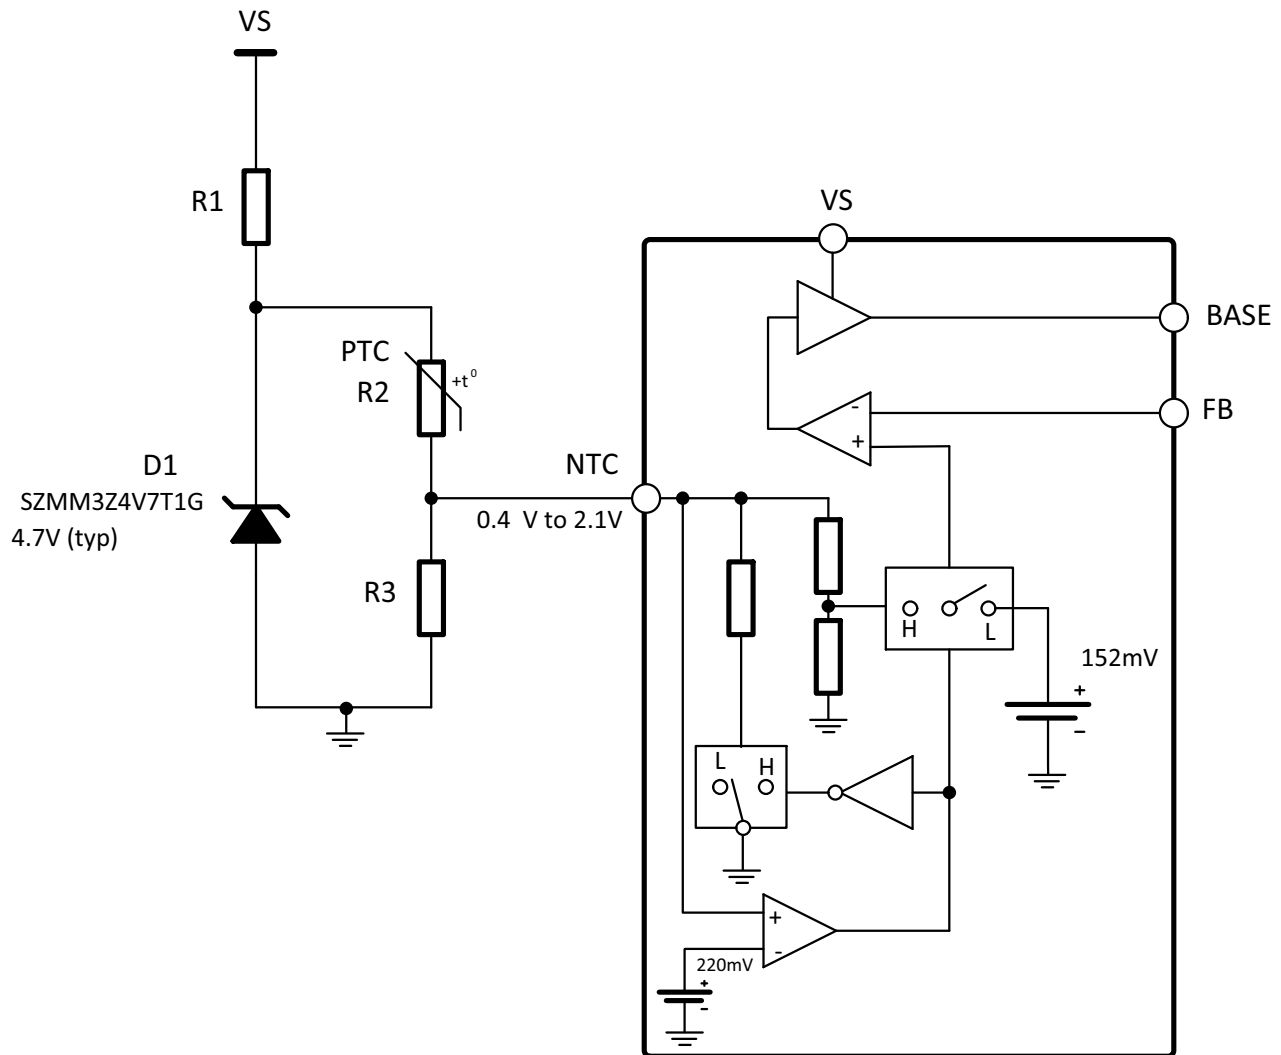 VS
R1
PTC
R2
+t⁰
D1
SZMM3Z4V7T1G
4.7V (typ)
R3
NTC
0.4 V to 2.1V
VS
BASE
FB
-
+
H
L
152mV
+
-
L
H
+
-
220mV
+
-